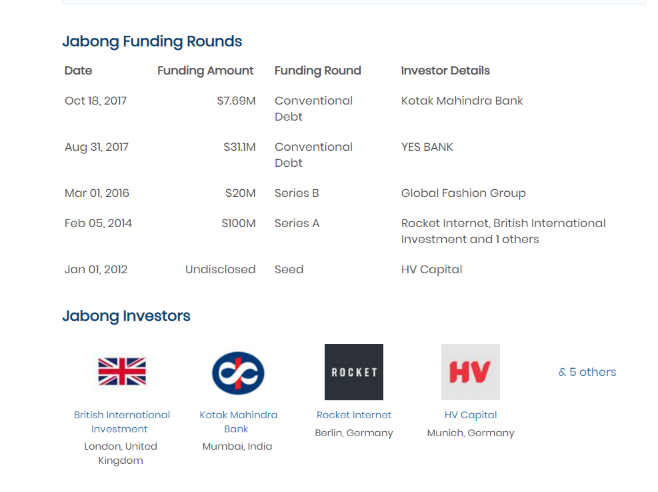 Jabong Funding Rounds
Date Funding Amount Funding Round Investor Details
Oct 18, 2017 $7.69M Conventional Kotak Mahindra Bank
Debt
Aug 31, 2017 $31.1M Conventional YES BANK
Debt
Mar 01, 2016 $20M Series B Global Fashion Group
Feb 05, 2014 $100M Series A Rocket Internet, British International
Investment and 1 others
Jan 01, 2012 Undisclosed Seed HV Capital
Jabong Investors
ROCKET
HV
& 5 others
British International
Investment
London, United
Kingdom
Kotak Mahindra
Bank
Mumbai, India
Rocket Internet
Berlin, Germany
HV Capital
Munich, Germany